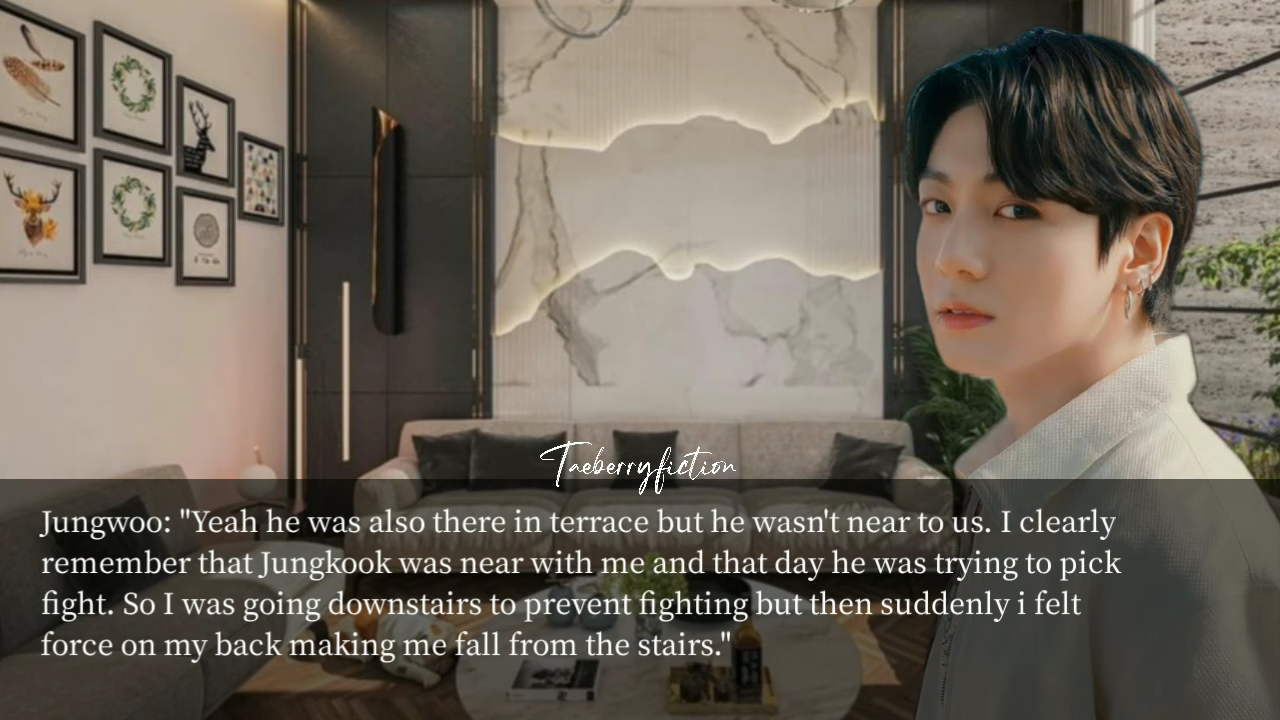 Taeberryfiction
Jungwoo: "Yeah he was also there in terrace but he wasn't near to us. I clearly
remember that Jungkook was near with me and that day he was trying to pick
fight. So I was going downstairs to prevent fighting but then suddenly i felt
force on my back making me fall from the stairs."